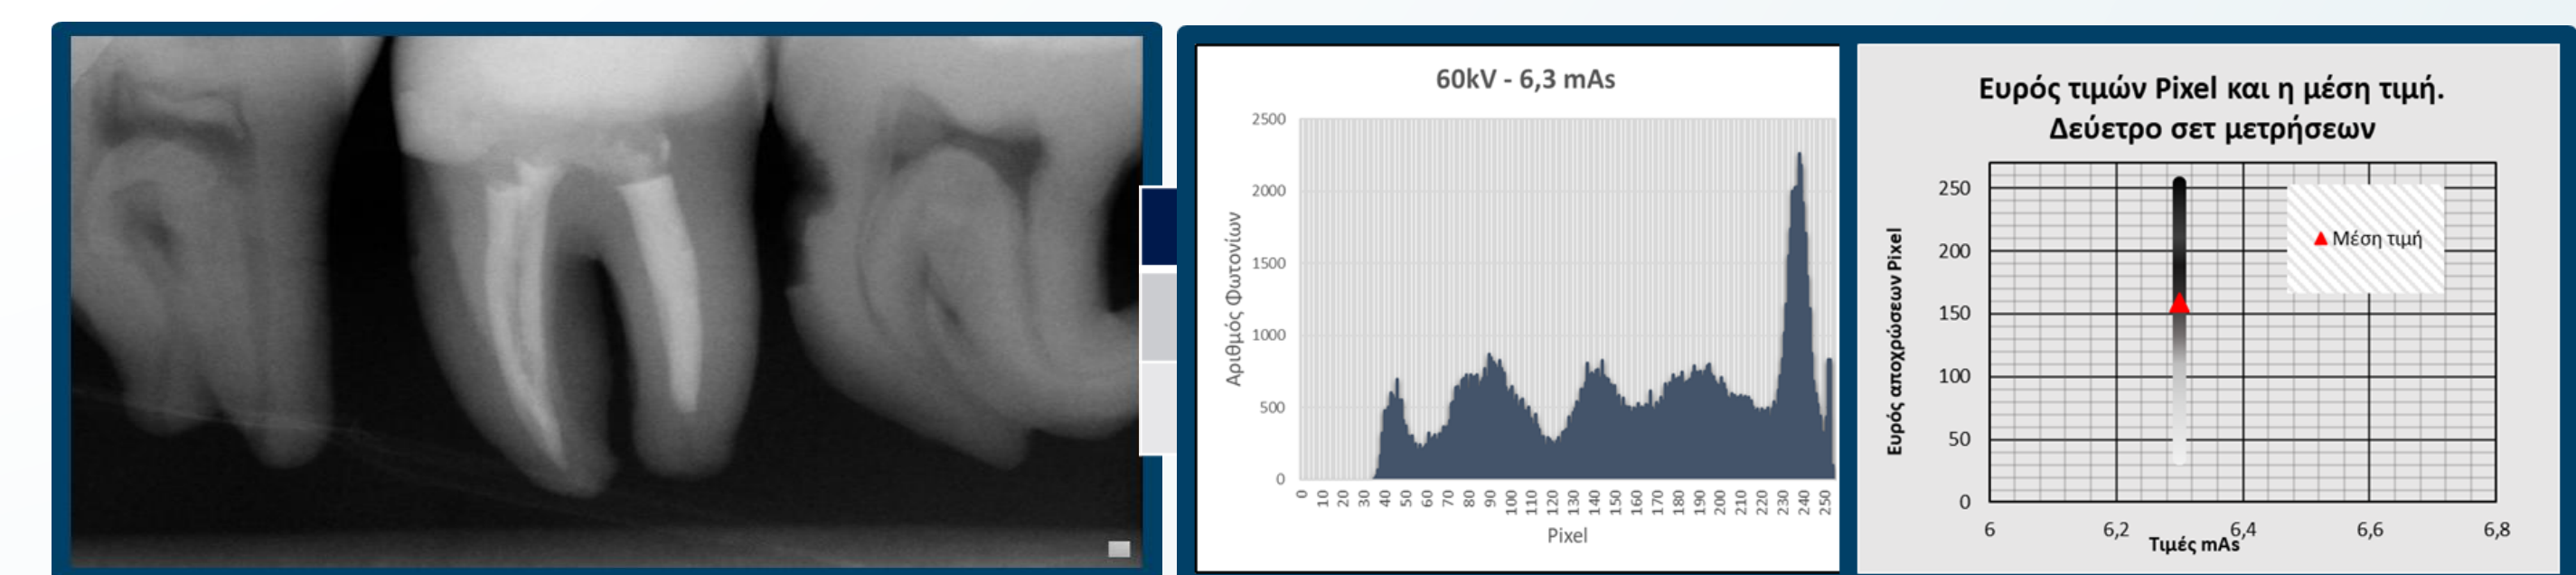 60kV - 6,3 mAs
2500
2000
1500
1000
500
0
Αριθμός Φωτονίων
0 10 20 30 40 50 60 70 80 90 100 110 120 130 140 150 160 170 180 190 200 210 220 230 240 250
Pixel
Ευρός τιμών Pixel και η μέση τιμή.
Δεύετρο σετ μετρήσεων
250
200
150
100
50
0
Ευρός αποχρώσεων Pixel
Μέση τιμή
6 6,2 6,4 6,6 6,8
Τιμές mAs